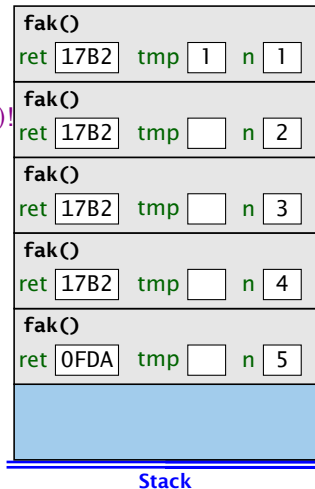 fak()
ret 17B2 tmp 1 n 1
fak()
)!
ret 17B2 tmp n 2
fak()
ret 17B2 tmp n 3
fak()
ret 17B2 tmp n 4
fak()
ret 0FDA tmp n 5
Stack